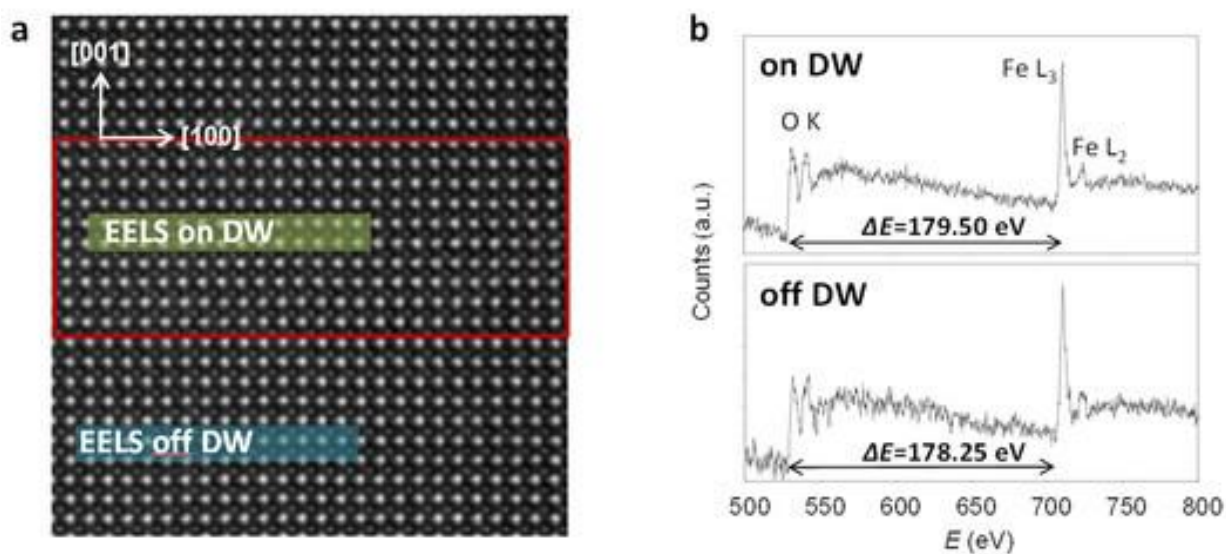 a
[001]
[100]
EELS on DW
EELS off DW
b
on DW
Fe L3
O K
Fe L2
ΔE=179.50 eV
off DW
ΔE=178.25 eV
Counts (a.u.)
500 550 600 650 700 750 800
E (eV)